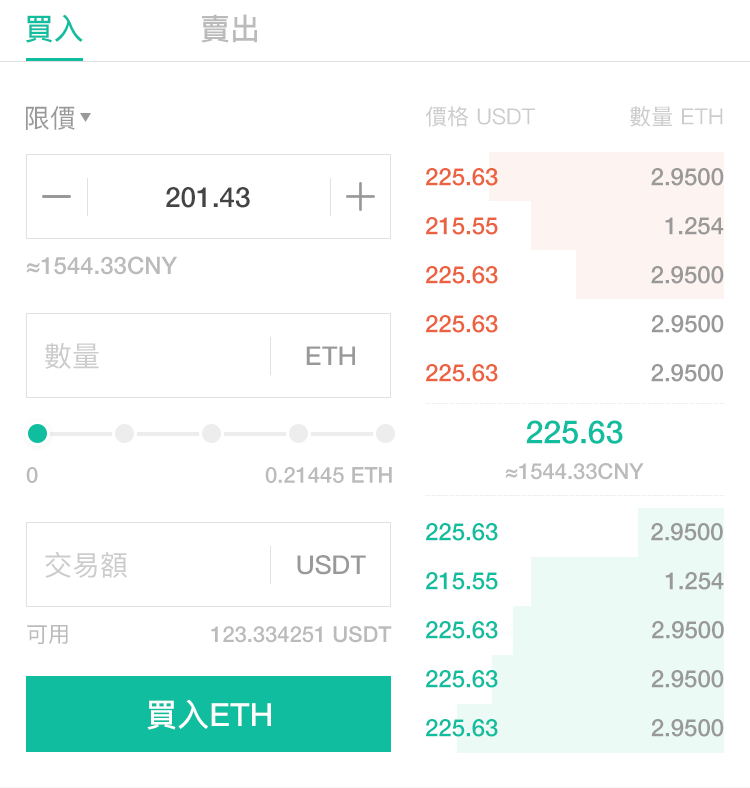 買入
賣出
限價
201.43
≈1544.33CNY
數量
ETH
0
0.21445 ETH
交易額
USDT
可用
123.334251 USDT
買入ETH
價格 USDT
數量 ETH
225.63 2.9500
215.55 1.254
225.63 2.9500
225.63 2.9500
225.63 2.9500
225.63
≈1544.33CNY
225.63 2.9500
215.55 1.254
225.63 2.9500
225.63 2.9500
225.63 2.9500